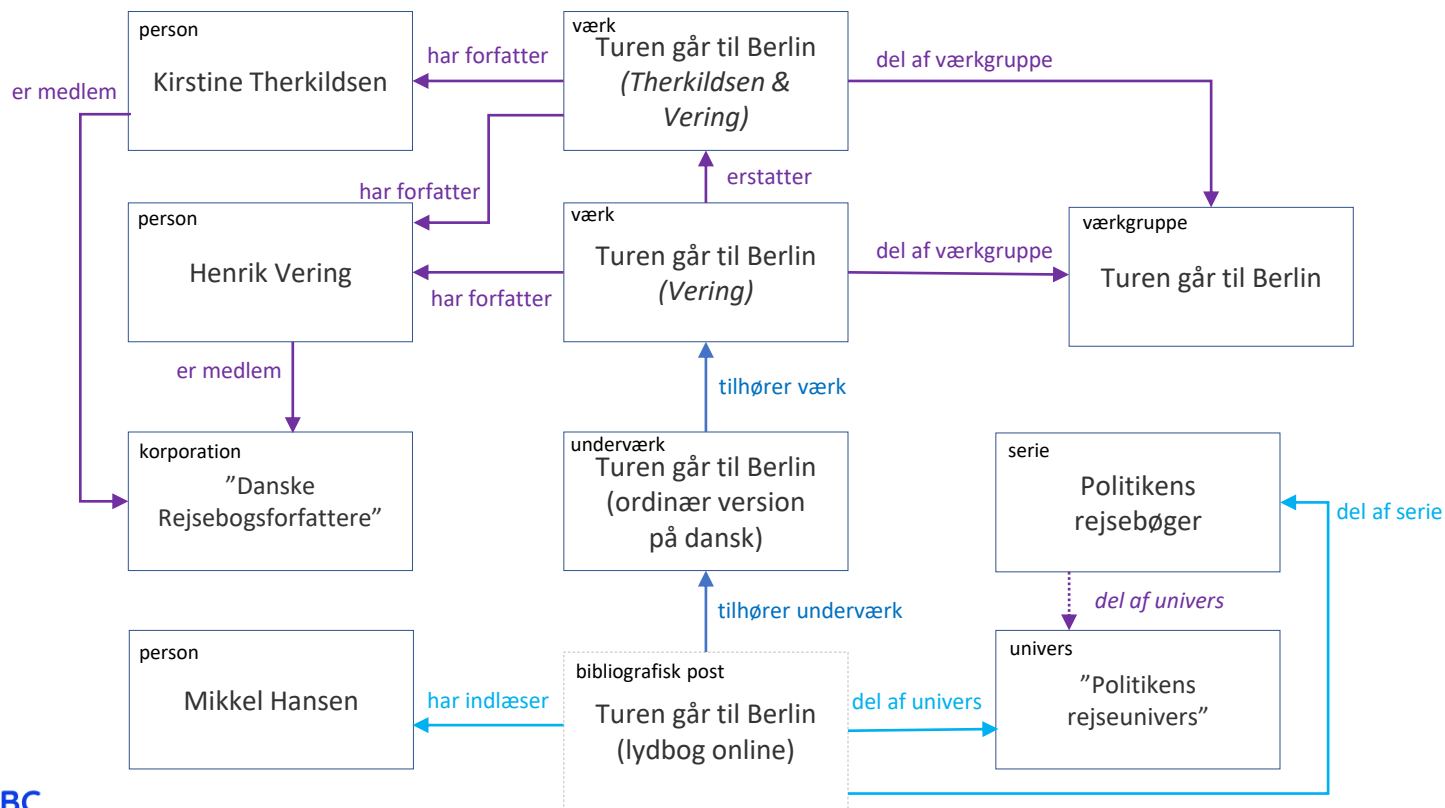 person
Kirstine Therkildsen
har forfatter
værk
Turen går til Berlin
(Therkildsen &
Vering)
del af værkgruppe
er medlem
har forfatter
erstatter
person
Henrik Vering
har forfatter
værk
Turen går til Berlin
(Vering)
del af værkgruppe
værkgruppe
Turen går til Berlin
er medlem
tilhører værk
korporation
”Danske
Rejsebogsforfattere”
underværk
Turen går til Berlin
(ordinær version
på dansk)
serie
Politikens
rejsebøger
del af serie
tilhører underværk
del af univers
person
Mikkel Hansen
har indlæser
bibliografisk post
Turen går til Berlin
(lydbog online)
del af univers
univers
”Politikens
rejseunivers”
BC